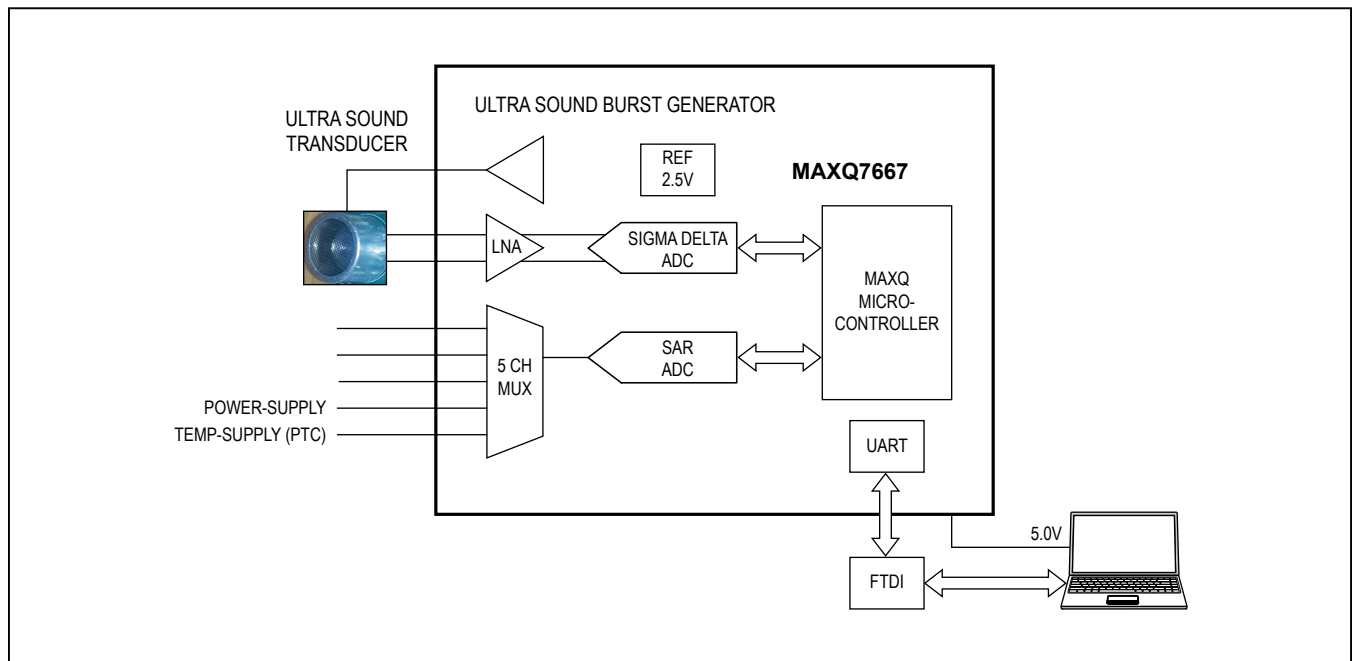 ULTRA SOUND BURST GENERATOR
ULTRA SOUND
TRANSDUCER
REF
2.5V
MAXQ7667
LNA
SIGMA DELTA
ADC
MAXQ
MICRO-
CONTROLLER
5 CH
MUX
SAR
ADC
POWER-SUPPLY
TEMP-SUPPLY (PTC)
UART
5.0V
FTDI